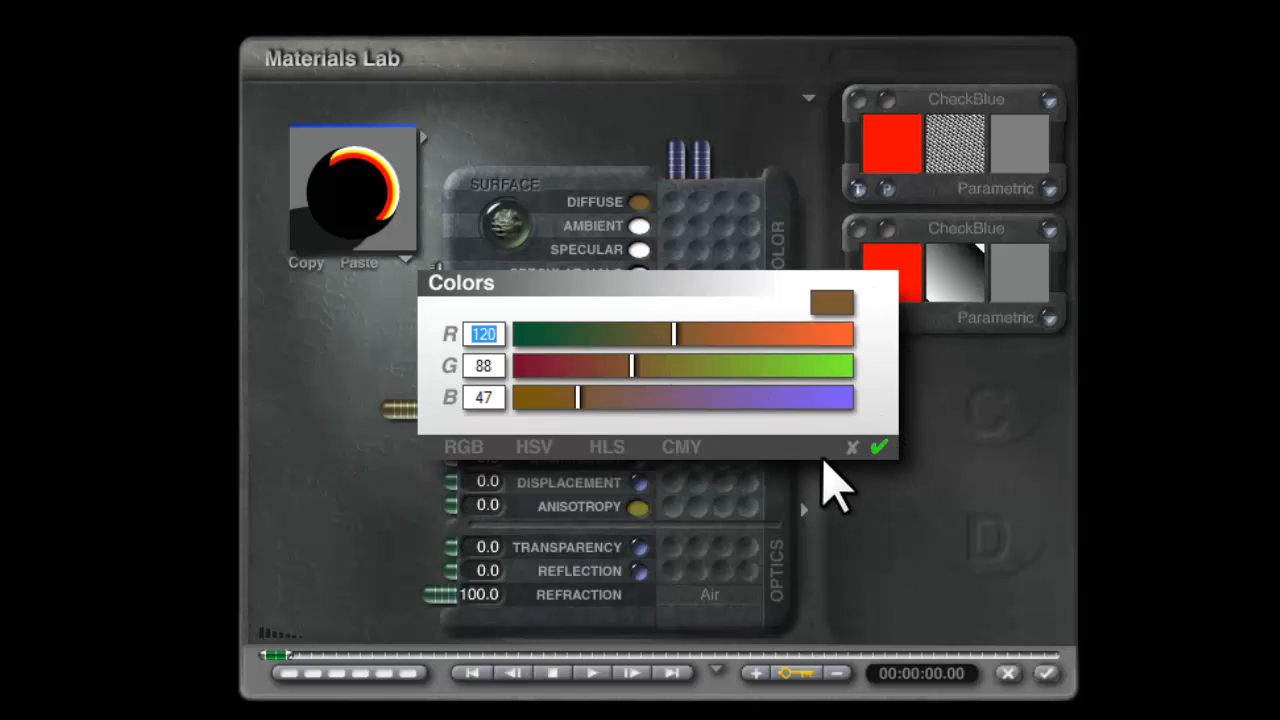 Materials Lab
CheckBlue
SURFACE
DIFFUSE
AMBIENT
SPECULAR
COLOR
T P Parametric
Copy Paste
CheckBlue
Parametric
Colors
R 120
G 88
B 47
RGB HSV HLS CMY
C
D
0.0 DISPLACEMENT
0.0 ANISOTROPY
0.0 TRANSPARENCY
0.0 REFLECTION
100.0 REFRACTION Air
OPTICS
00:00:00.00